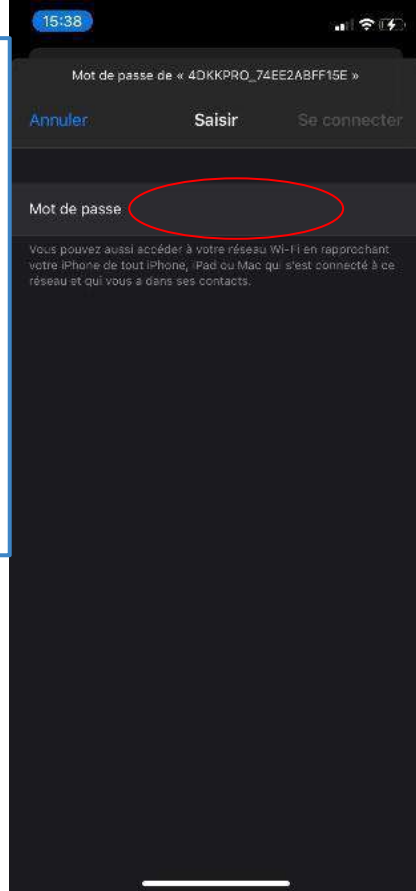 15:38
Mot de passe de « 4DKKPRO_74EE2ABFF15E »
Annuler
Saisir
Se connecter
Mot de passe
Vous pouvez aussi accéder à votre réseau Wi-Fi en rapprochant
votre iPhone de tout iPhone, iPad ou Mac qui s'est connecté à ce
réseau et qui vous a dans ses contacts.